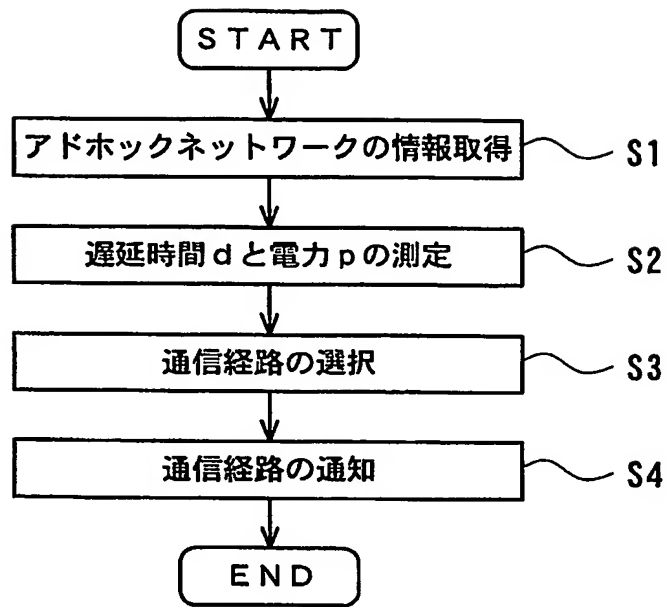 START
アドホックネットワークの情報取得 S1
遅延時間dと電力pの測定 S2
通信経路の選択 S3
通信経路の通知 S4
END